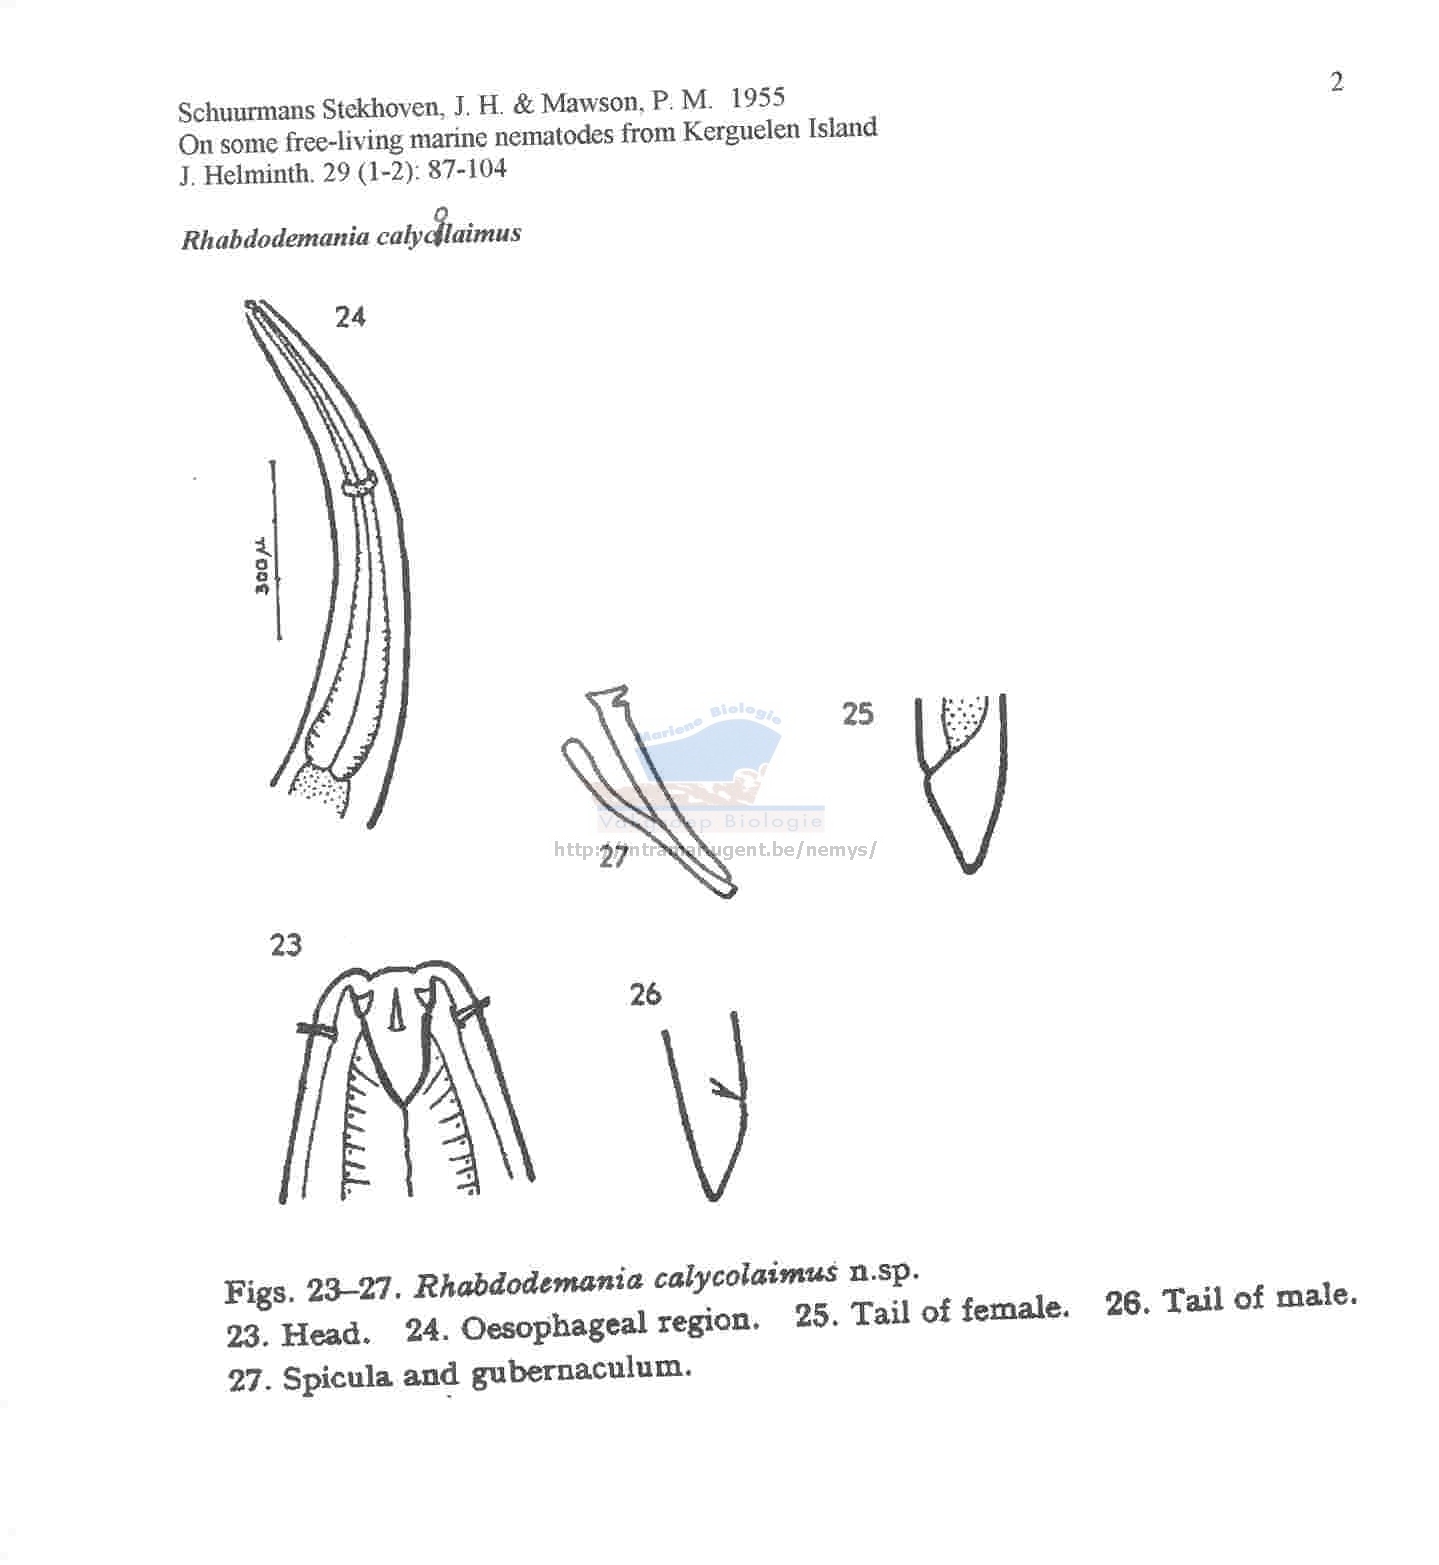 2
Schuurmans Stekhoven, J. H. & Mawson, P. M. 1955
On some free-living marine nematodes from Kerguelen Island
J. Helminth. 29 (1-2): 87-104
Rhabdodemania calycolaimus
24
300 μ
25
Mariene Biologie
Vakgroep Biologie
http://intramar.ugent.be/nemys/
27
23
26
Figs. 23–27. Rhabdodemania calycolaimus n.sp.
23. Head. 24. Oesophageal region. 25. Tail of female. 26. Tail of male.
27. Spicula and gubernaculum.